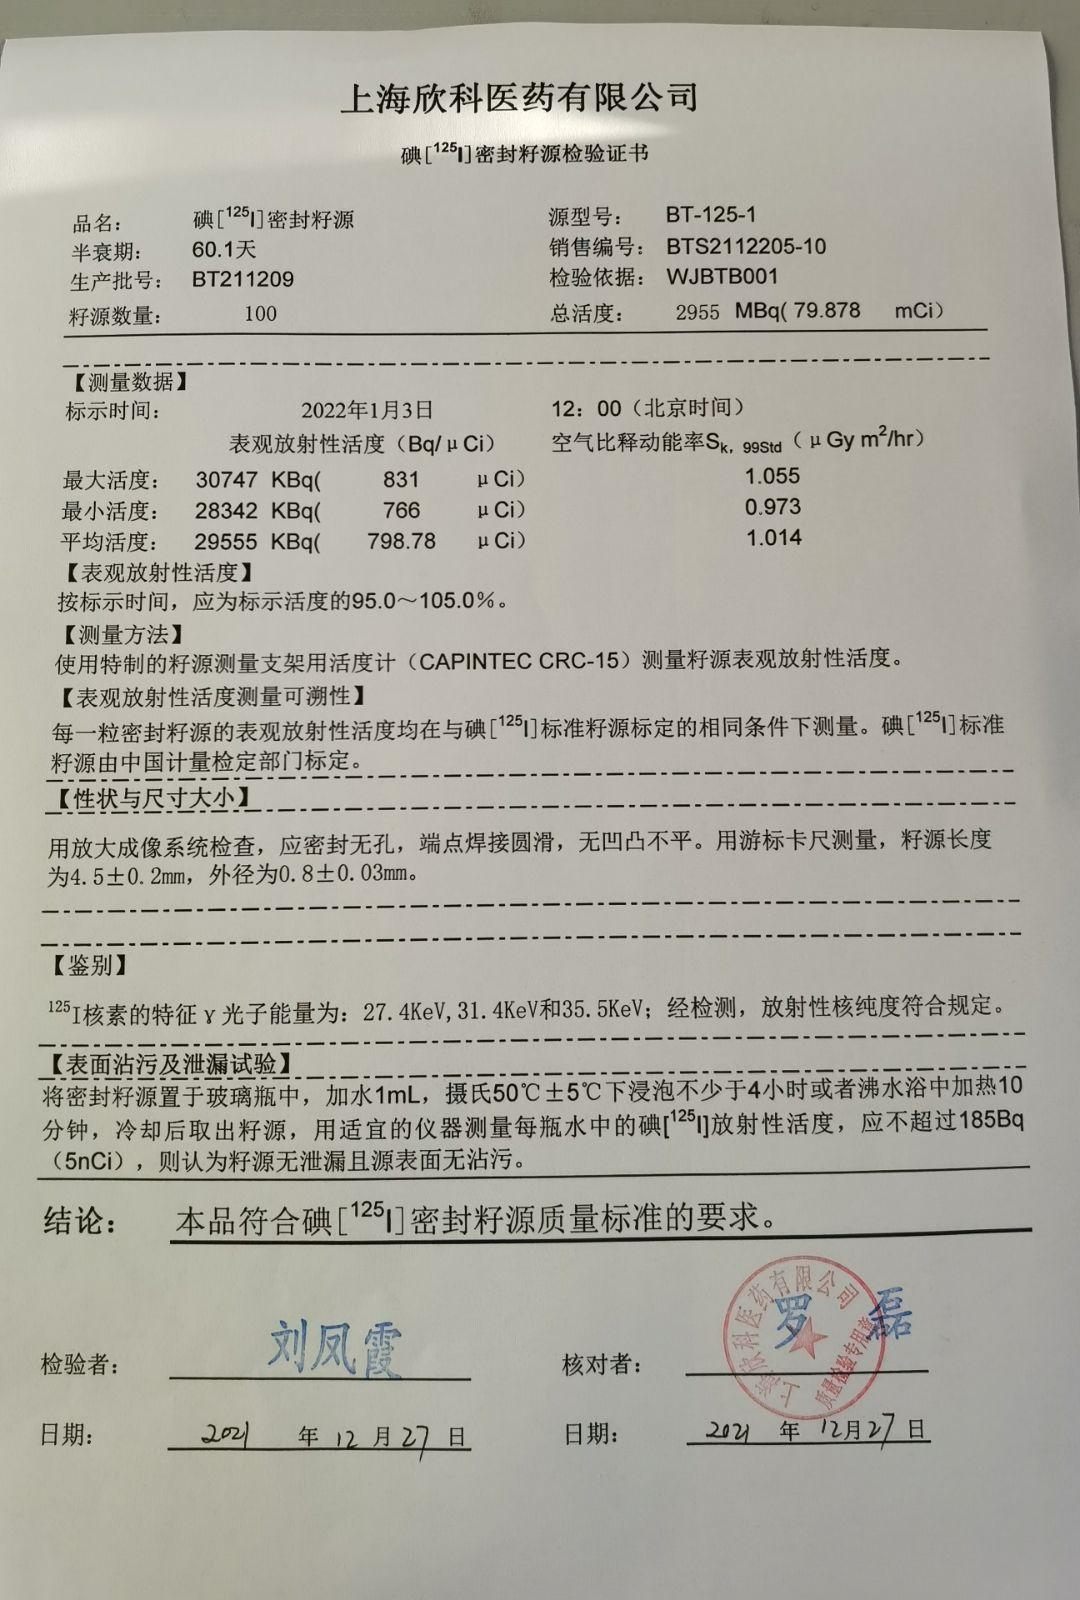 上海欣科医药有限公司
碘[¹²⁵I]密封籽源检验证书
品名： 碘[¹²⁵I]密封籽源 源型号： BT-125-1
半衰期： 60.1天 销售编号： BTS2112205-10
生产批号： BT211209 检验依据： WJBTB001
籽源数量： 100 总活度： 2955 MBq( 79.878 mCi）
【测量数据】
标示时间： 2022年1月3日 12：00（北京时间）
表观放射性活度（Bq/μCi） 空气比释动能率Sk，99Std（μGy m²/hr）
最大活度： 30747 KBq( 831 μCi） 1.055
最小活度： 28342 KBq( 766 μCi） 0.973
平均活度： 29555 KBq( 798.78 μCi） 1.014
【表观放射性活度】
按标示时间，应为标示活度的95.0～105.0%。
【测量方法】
使用特制的籽源测量支架用活度计（CAPINTEC CRC-15）测量籽源表观放射性活度。
【表观放射性活度测量可溯性】
每一粒密封籽源的表观放射性活度均在与碘[¹²⁵I]标准籽源标定的相同条件下测量。碘[¹²⁵I]标准
籽源由中国计量检定部门标定。
【性状与尺寸大小】
用放大成像系统检查，应密封无孔，端点焊接圆滑，无凹凸不平。用游标卡尺测量，籽源长度
为4.5±0.2mm，外径为0.8±0.03mm。
【鉴别】
¹²⁵I核素的特征γ光子能量为：27.4KeV,31.4KeV和35.5KeV；经检测，放射性核纯度符合规定。
【表面沾污及泄漏试验】
将密封籽源置于玻璃瓶中，加水1mL，摄氏50℃±5℃下浸泡不少于4小时或者沸水浴中加热10
分钟，冷却后取出籽源，用适宜的仪器测量每瓶水中的碘[¹²⁵I]放射性活度，应不超过185Bq
（5nCi），则认为籽源无泄漏且源表面无沾污。
结论： 本品符合碘[¹²⁵I]密封籽源质量标准的要求。
上海欣科医药有限公司
质量检验专用章
检验者： 刘凤霞 核对者： 罗 磊
日期： 2021 年 12 月 27 日 日期： 2021 年 12月27日